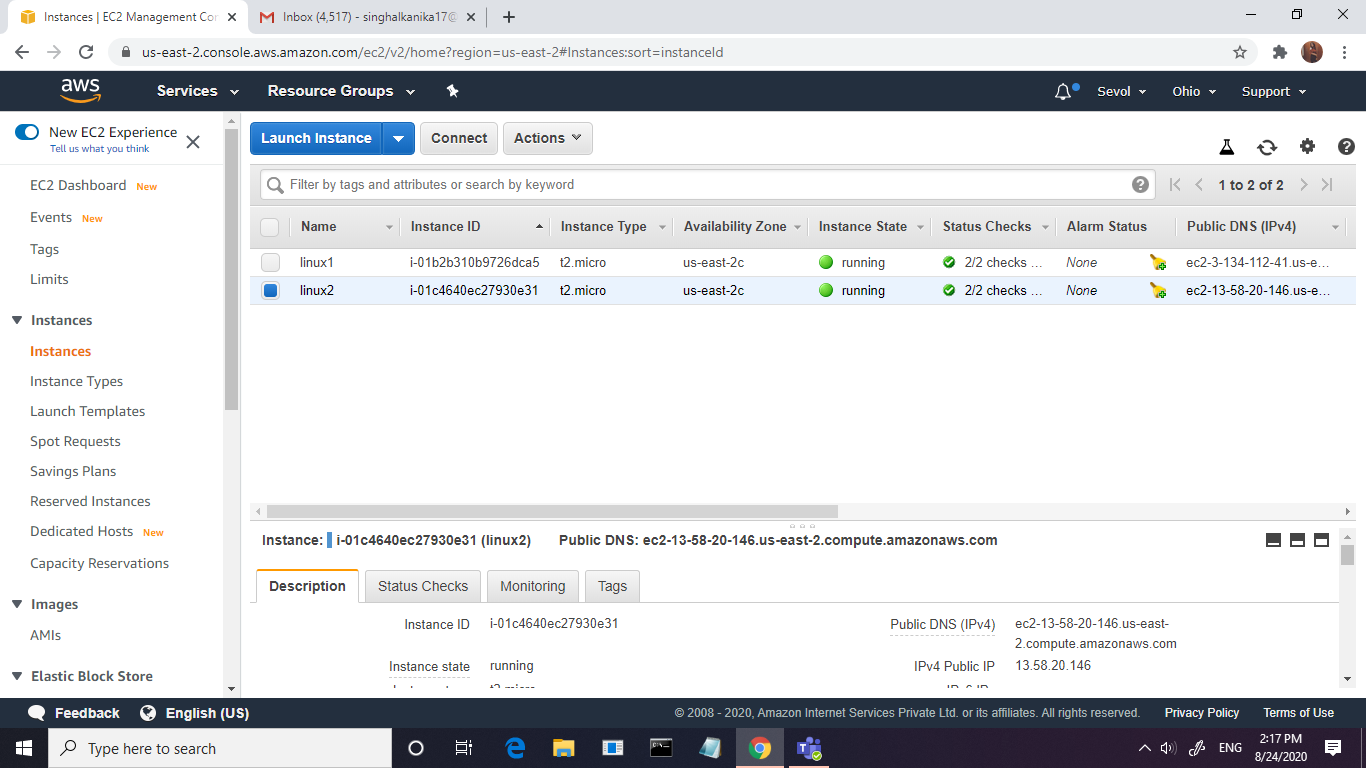 Instances | EC2 Management Cor
Inbox (4,517) - singhalkanika17@
us-east-2.console.aws.amazon.com/ec2/v2/home?region=us-east-2#Instances:sort=instanceId
aws Services Resource Groups Sevol Ohio Support
New EC2 Experience
Tell us what you think
EC2 Dashboard New
Events New
Tags
Limits
Instances
Instances
Instance Types
Launch Templates
Spot Requests
Savings Plans
Reserved Instances
Dedicated Hosts New
Capacity Reservations
Images
AMIs
Elastic Block Store
Launch Instance Connect Actions
Filter by tags and attributes or search by keyword
1 to 2 of 2
Name Instance ID Instance Type Availability Zone Instance State Status Checks Alarm Status Public DNS (IPv4)
linux1 i-01b2b310b9726dca5 t2.micro us-east-2c running 2/2 checks ... None ec2-3-134-112-41.us-e...
linux2 i-01c4640ec27930e31 t2.micro us-east-2c running 2/2 checks ... None ec2-13-58-20-146.us-e...
Instance: i-01c4640ec27930e31 (linux2) Public DNS: ec2-13-58-20-146.us-east-2.compute.amazonaws.com
Description Status Checks Monitoring Tags
Instance ID i-01c4640ec27930e31
Public DNS (IPv4) ec2-13-58-20-146.us-east-
2.compute.amazonaws.com
Instance state running
IPv4 Public IP 13.58.20.146
Feedback English (US)
© 2008 - 2020, Amazon Internet Services Private Ltd. or its affiliates. All rights reserved. Privacy Policy Terms of Use
Type here to search
ENG
2:17 PM
8/24/2020